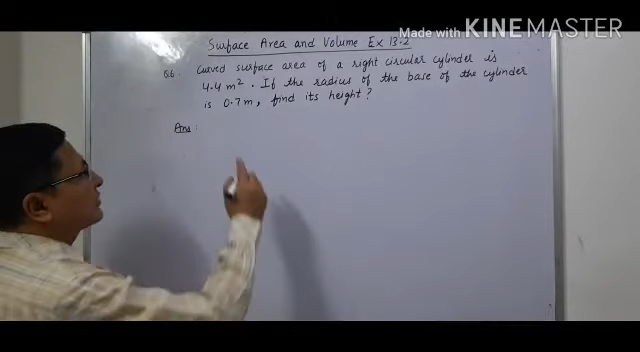 Made with KINEMASTER
Surface Area and Volume Ex 13.2
Q6. Curved surface area of a right circular cylinder is
4.4 m². If the radius of the base of the cylinder
is 0.7m, find its height?
Ans: